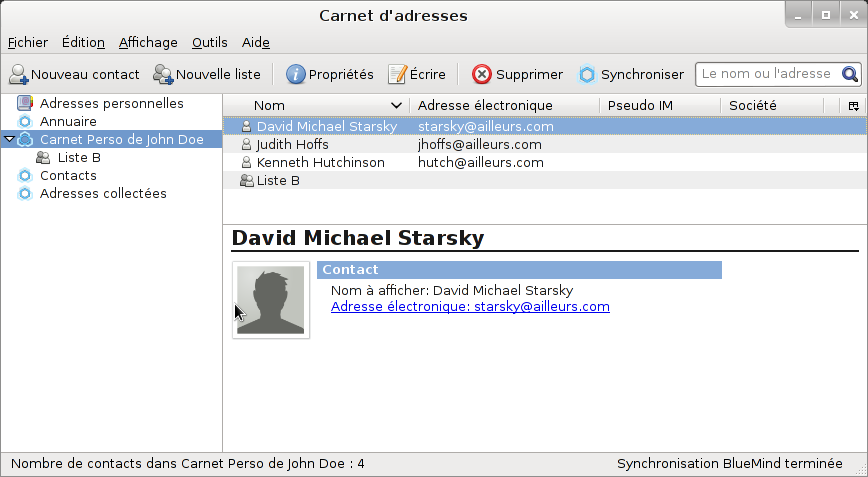 Carnet d'adresses
Fichier Édition Affichage Outils Aide
Nouveau contact Nouvelle liste Propriétés Écrire Supprimer Synchroniser Le nom ou l'adresse
Adresses personnelles
Annuaire
Carnet Perso de John Doe
Liste B
Contacts
Adresses collectées
Nom Adresse électronique Pseudo IM Société
David Michael Starsky starsky@ailleurs.com
Judith Hoffs jhoffs@ailleurs.com
Kenneth Hutchinson hutch@ailleurs.com
Liste B
David Michael Starsky
Contact
Nom à afficher: David Michael Starsky
Adresse électronique: starsky@ailleurs.com
Nombre de contacts dans Carnet Perso de John Doe : 4 Synchronisation BlueMind terminée